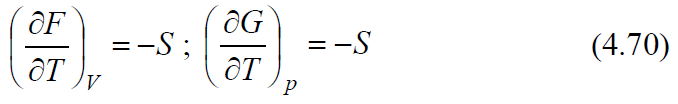 (∂F/∂T)_V = −S ; (∂G/∂T)_p = −S (4.70)